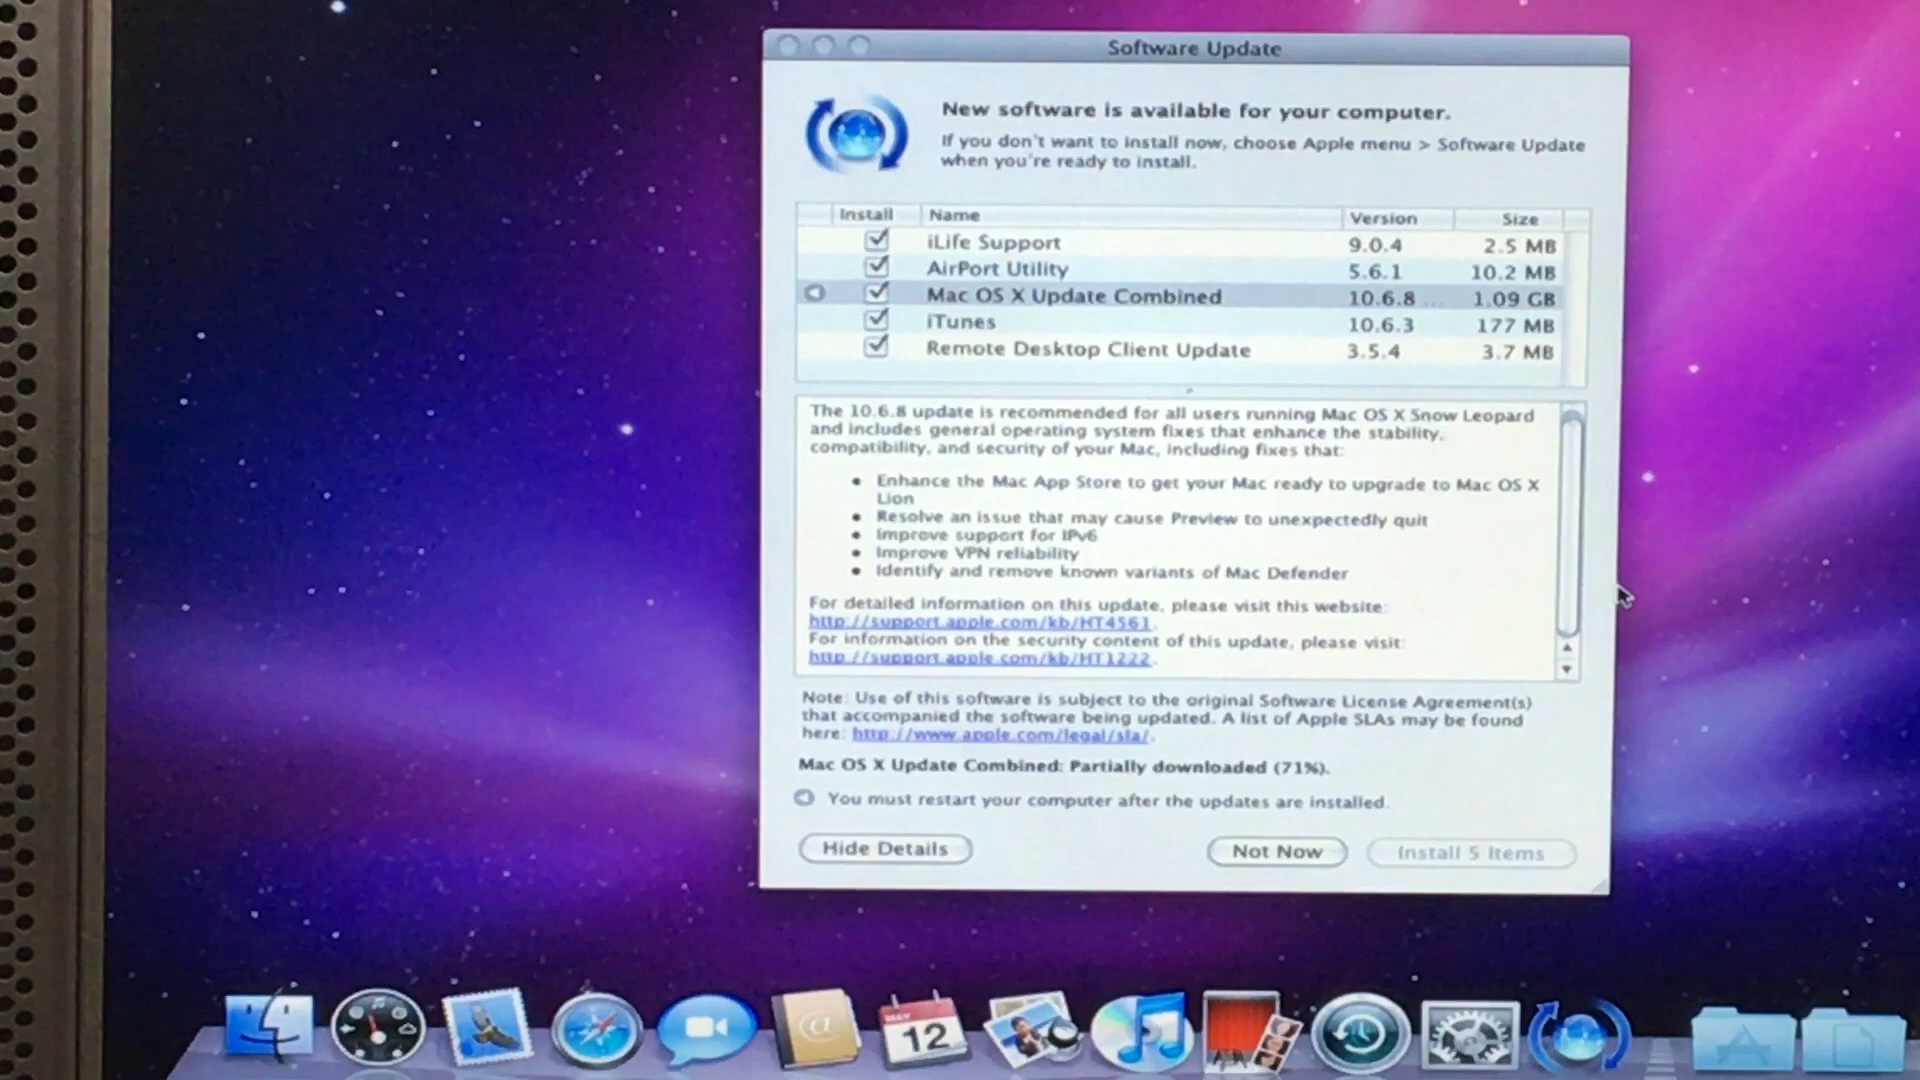 Software Update
New software is available for your computer.
If you don't want to install now, choose Apple menu > Software Update
when you're ready to install.
Install Name Version Size
iLife Support 9.0.4 2.5 MB
AirPort Utility 5.6.1 10.2 MB
Mac OS X Update Combined 10.6.8 ... 1.09 GB
iTunes 10.6.3 177 MB
Remote Desktop Client Update 3.5.4 3.7 MB
The 10.6.8 update is recommended for all users running Mac OS X Snow Leopard
and includes general operating system fixes that enhance the stability,
compatibility, and security of your Mac, including fixes that:
• Enhance the Mac App Store to get your Mac ready to upgrade to Mac OS X
Lion
• Resolve an issue that may cause Preview to unexpectedly quit
• Improve support for IPv6
• Improve VPN reliability
• Identify and remove known variants of Mac Defender
For detailed information on this update, please visit this website:
http://support.apple.com/kb/HT4561.
For information on the security content of this update, please visit:
http://support.apple.com/kb/HT1222.
Note: Use of this software is subject to the original Software License Agreement(s)
that accompanied the software being updated. A list of Apple SLAs may be found
here: http://www.apple.com/legal/sla/.
Mac OS X Update Combined: Partially downloaded (71%).
You must restart your computer after the updates are installed.
Hide Details Not Now Install 5 Items
@
MAY
12